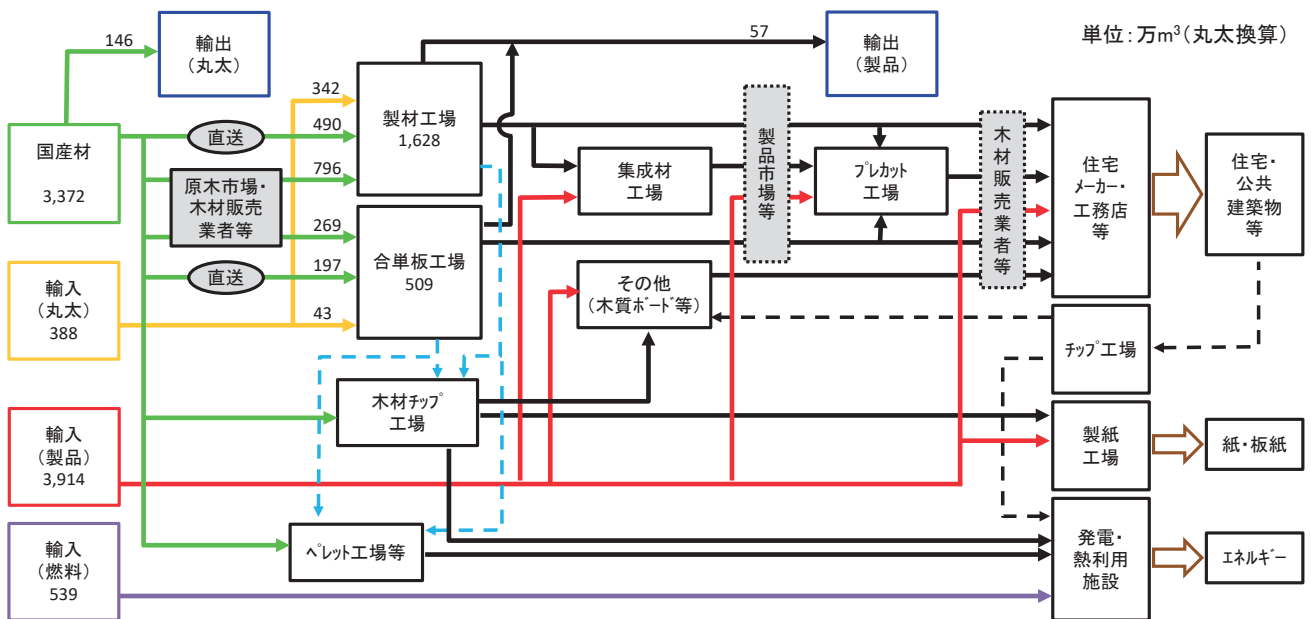 単位：万m³（丸太換算）
146
輸出
（丸太）
57
輸出
（製品）
国産材
3,372
直送
原木市場・
木材販売
業者等
直送
342
490
796
269
197
43
製材工場
1,628
合単板工場
509
集成材
工場
製品市場等
プレカット
工場
木材販売業者等
住宅
メーカー・
工務店
等
住宅・
公共
建築物
等
その他
（木質ボード等）
輸入
（丸太）
388
チップ工場
木材チップ
工場
輸入
（製品）
3,914
製紙
工場
紙・板紙
輸入
（燃料）
539
ペレット工場等
発電・
熱利用
施設
エネルギー